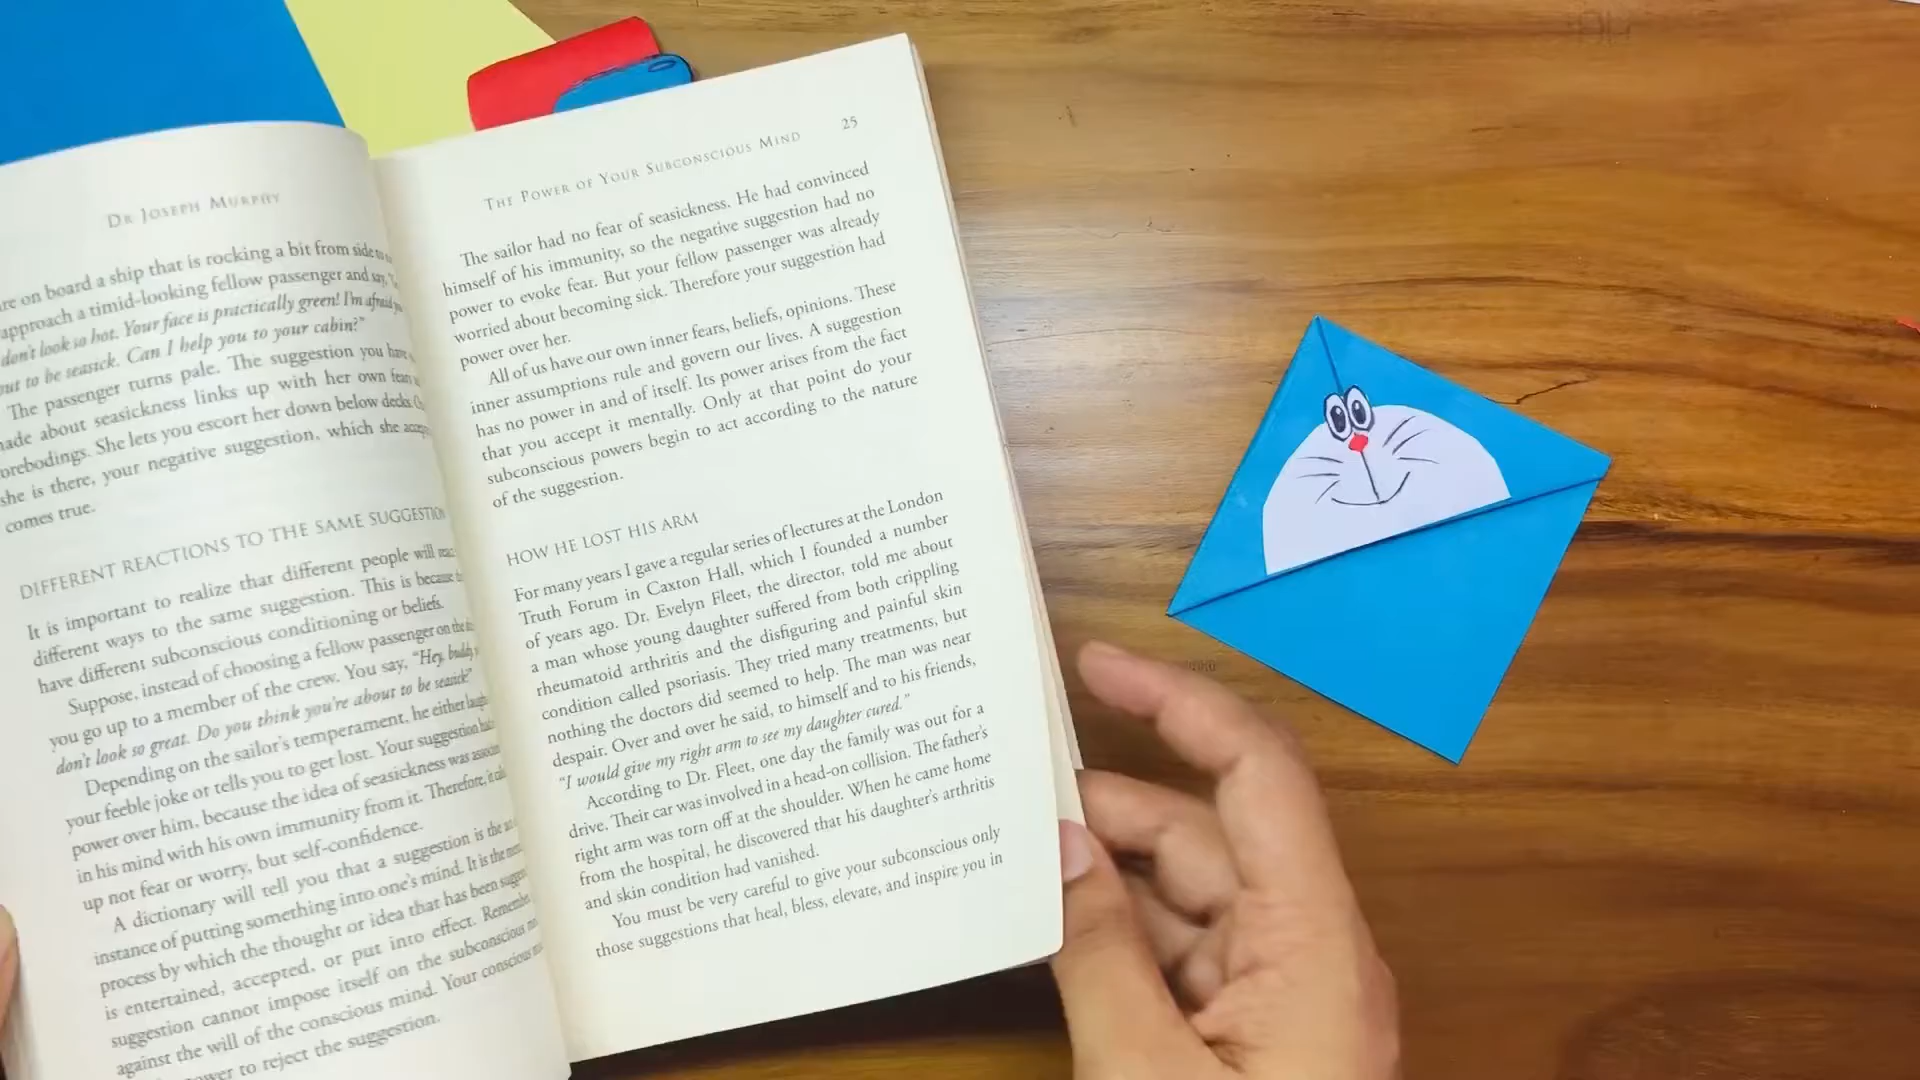 Dr Joseph Murphy
re on board a ship that is rocking a bit from side to
approach a timid-looking fellow passenger and say,
don't look so hot. Your face is practically green! I'm afraid
out to be seasick. Can I help you to your cabin?"
The passenger turns pale. The suggestion you have
made about seasickness links up with her own fears
orebodings. She lets you escort her down below decks.
she is there, your negative suggestion, which she
comes true.
DIFFERENT REACTIONS TO THE SAME SUGGESTION
It is important to realize that different people will
different ways to the same suggestion. This is because
have different subconscious conditioning or beliefs.
Suppose, instead of choosing a fellow passenger on the
you go up to a member of the crew. You say, "Hey, buddy,
don't look so great. Do you think you're about to be seasick"
Depending on the sailor's temperament, he either
your feeble joke or tells you to get lost. Your suggestion
power over him, because the idea of seasickness was
in his mind with his own immunity from it. Therefore, it
up not fear or worry, but self-confidence.
A dictionary will tell you that a suggestion is the
instance of putting something into one's mind. It is the
process by which the thought or idea that has been
is entertained, accepted, or put into effect.
suggestion cannot impose itself on the subconscious
against the will of the conscious mind. Your conscious
to reject the suggestion.
The Power of Your Subconscious Mind 25
The sailor had no fear of seasickness. He had convinced
himself of his immunity, so the negative suggestion had no
power to evoke fear. But your fellow passenger was already
worried about becoming sick. Therefore your suggestion had
power over her.
All of us have our own inner fears, beliefs, opinions. These
inner assumptions rule and govern our lives. A suggestion
has no power in and of itself. Its power arises from the fact
that you accept it mentally. Only at that point do your
subconscious powers begin to act according to the nature
of the suggestion.
HOW HE LOST HIS ARM
For many years I gave a regular series of lectures at the London
Truth Forum in Caxton Hall, which I founded a number
of years ago. Dr. Evelyn Fleet, the director, told me about
a man whose young daughter suffered from both crippling
rheumatoid arthritis and the disfiguring and painful skin
condition called psoriasis. They tried many treatments, but
nothing the doctors did seemed to help. The man was near
despair. Over and over he said, to himself and to his friends,
"I would give my right arm to see my daughter cured."
According to Dr. Fleet, one day the family was out for a
drive. Their car was involved in a head-on collision. The father's
right arm was torn off at the shoulder. When he came home
from the hospital, he discovered that his daughter's arthritis
and skin condition had vanished.
You must be very careful to give your subconscious only
those suggestions that heal, bless, elevate, and inspire you in